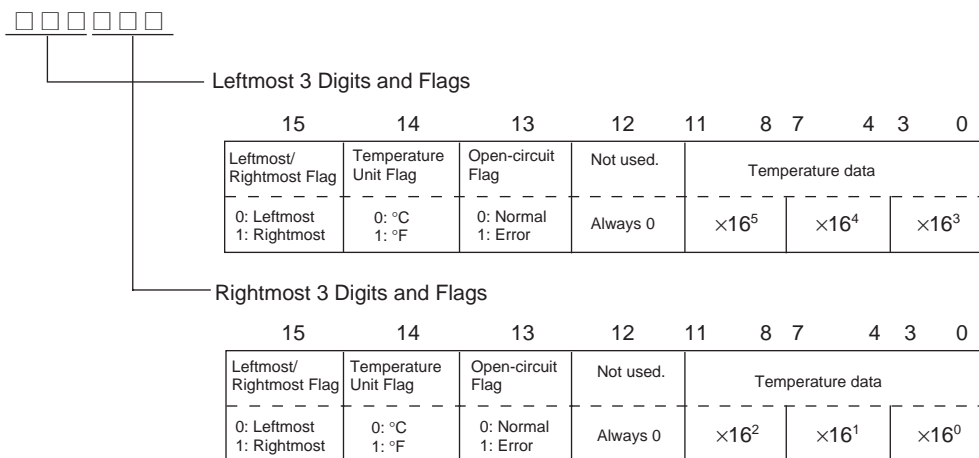 □□□□□□
Leftmost 3 Digits and Flags
15 14 13 12 11 8 7 4 3 0
Leftmost/ Temperature Open-circuit Not used. Temperature data
Rightmost Flag Unit Flag Flag
0: Leftmost 0: °C 0: Normal Always 0 ×16⁵ ×16⁴ ×16³
1: Rightmost 1: °F 1: Error
Rightmost 3 Digits and Flags
15 14 13 12 11 8 7 4 3 0
Leftmost/ Temperature Open-circuit Not used. Temperature data
Rightmost Flag Unit Flag Flag
0: Leftmost 0: °C 0: Normal Always 0 ×16² ×16¹ ×16⁰
1: Rightmost 1: °F 1: Error